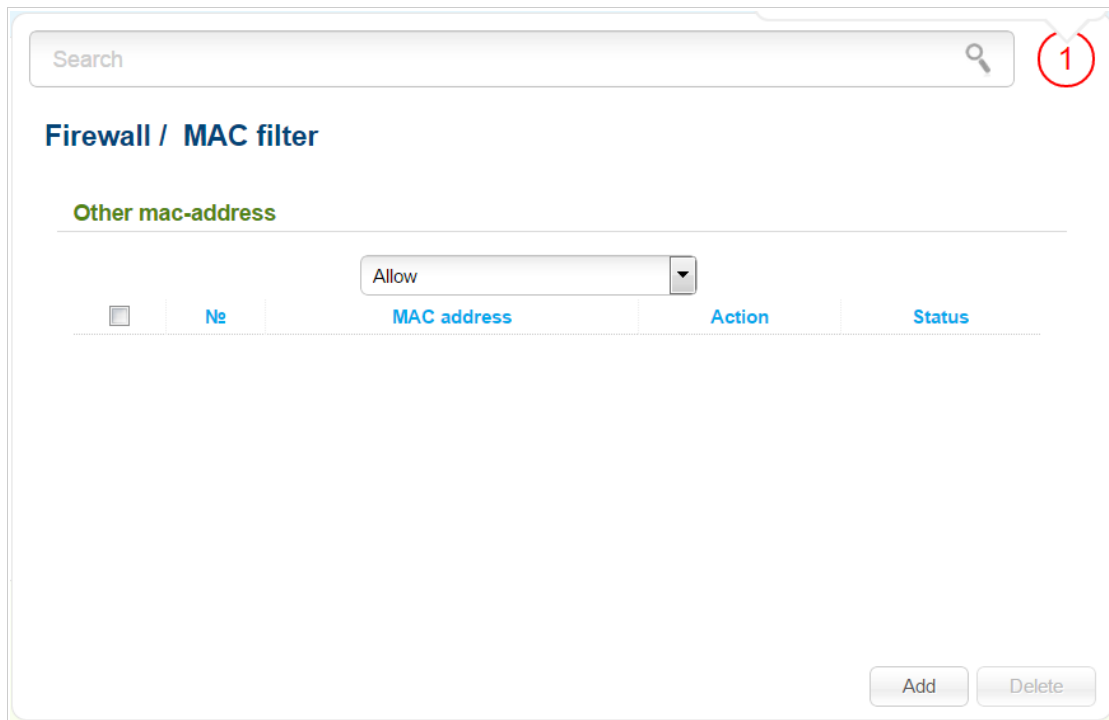 Search
1
Firewall / MAC filter
Other mac-address
Allow
№ MAC address Action Status
Add Delete